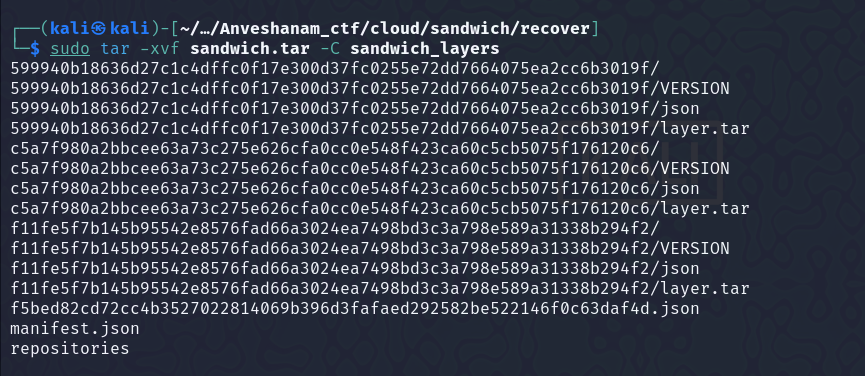 ┌──(kali㉿kali)-[~/…/Anveshanam_ctf/cloud/sandwich/recover]
└─$ sudo tar -xvf sandwich.tar -C sandwich_layers
599940b18636d27c1c4dffc0f17e300d37fc0255e72dd7664075ea2cc6b3019f/
599940b18636d27c1c4dffc0f17e300d37fc0255e72dd7664075ea2cc6b3019f/VERSION
599940b18636d27c1c4dffc0f17e300d37fc0255e72dd7664075ea2cc6b3019f/json
599940b18636d27c1c4dffc0f17e300d37fc0255e72dd7664075ea2cc6b3019f/layer.tar
c5a7f980a2bbcee63a73c275e626cfa0cc0e548f423ca60c5cb5075f176120c6/
c5a7f980a2bbcee63a73c275e626cfa0cc0e548f423ca60c5cb5075f176120c6/VERSION
c5a7f980a2bbcee63a73c275e626cfa0cc0e548f423ca60c5cb5075f176120c6/json
c5a7f980a2bbcee63a73c275e626cfa0cc0e548f423ca60c5cb5075f176120c6/layer.tar
f11fe5f7b145b95542e8576fad66a3024ea7498bd3c3a798e589a31338b294f2/
f11fe5f7b145b95542e8576fad66a3024ea7498bd3c3a798e589a31338b294f2/VERSION
f11fe5f7b145b95542e8576fad66a3024ea7498bd3c3a798e589a31338b294f2/json
f11fe5f7b145b95542e8576fad66a3024ea7498bd3c3a798e589a31338b294f2/layer.tar
f5bed82cd72cc4b3527022814069b396d3fafaed292582be522146f0c63daf4d.json
manifest.json
repositories